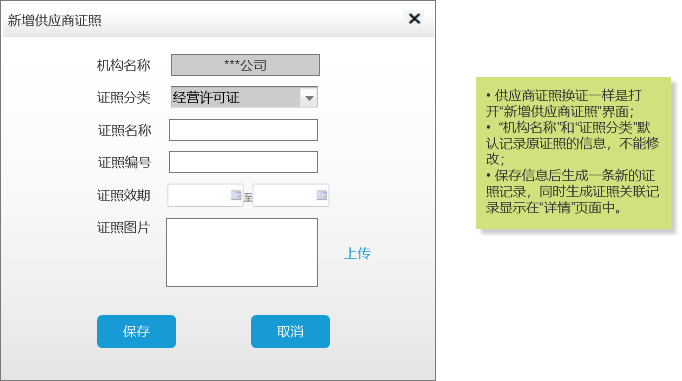 新增供应商证照
机构名称 ***公司
证照分类 经营许可证
证照名称
证照编号
证照效期 至
证照图片
上传
保存 取消
• 供应商证照换证一样是打
开“新增供应商证照”界面；
• “机构名称”和“证照分类”默
认记录原证照的信息，不能修
改；
• 保存信息后生成一条新的证
照记录，同时生成证照关联记
录显示在“详情”页面中。